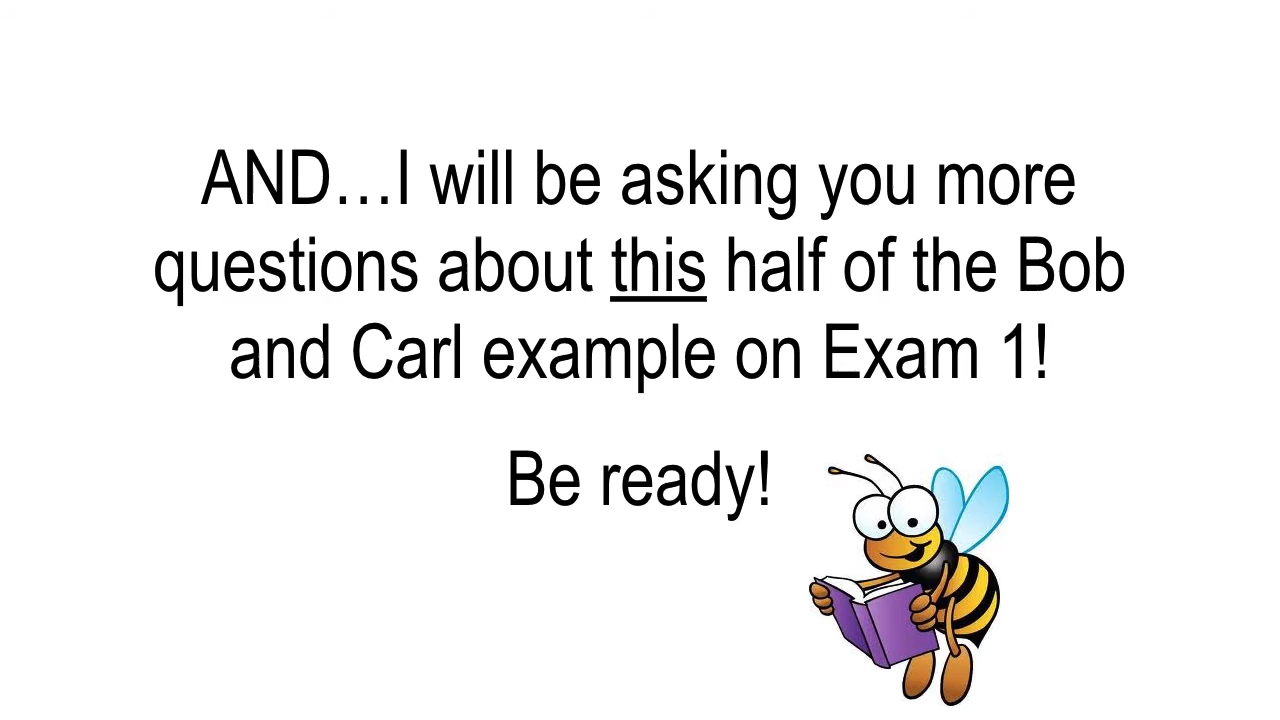 AND…I will be asking you more
questions about this half of the Bob
and Carl example on Exam 1!
Be ready!